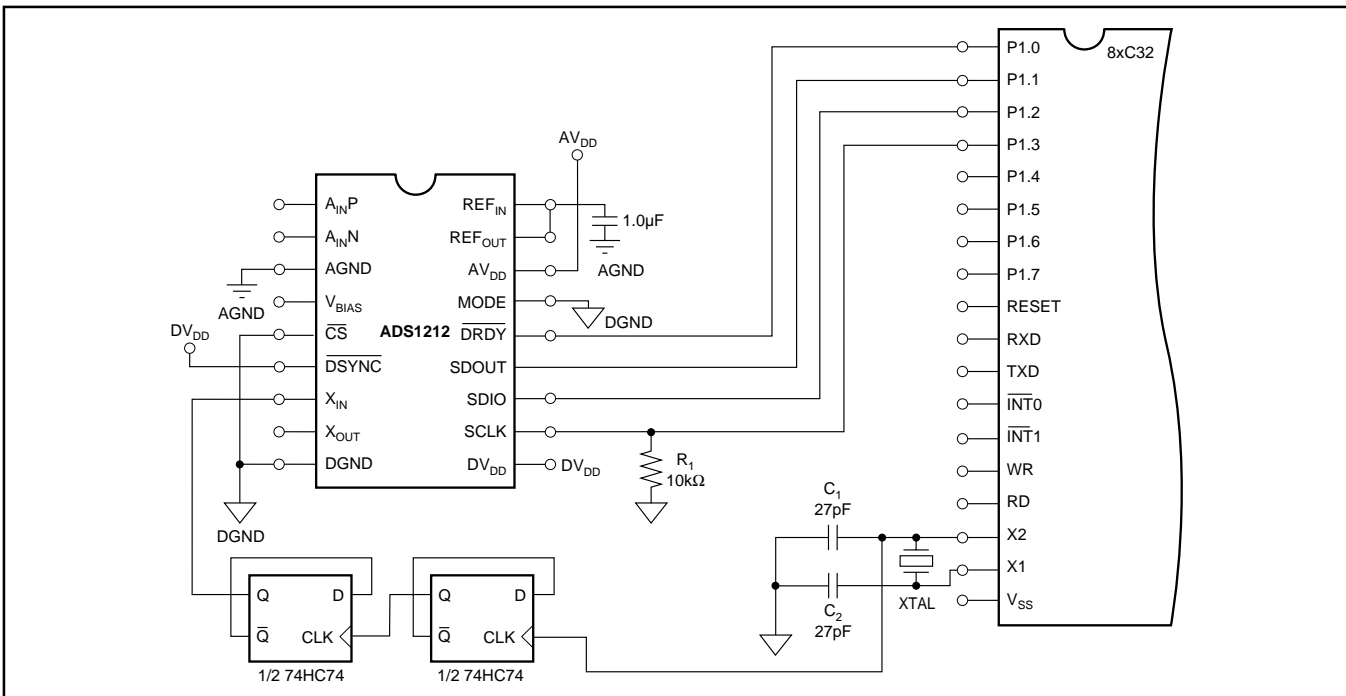 8xC32
P1.0
P1.1
P1.2
P1.3
P1.4
P1.5
P1.6
P1.7
RESET
RXD
TXD
INT0
INT1
WR
RD
X2
X1
VSS
AVDD
AINP
AINN
AGND
VBIAS
CS
DSYNC
XIN
XOUT
DGND
ADS1212
REFIN
REFOUT
AVDD
MODE
DRDY
SDOUT
SDIO
SCLK
DVDD
1.0µF
AGND
DGND
AGND
DVDD
DVDD
DGND
R1
10kΩ
C1
27pF
C2
27pF
XTAL
Q
D
Q
CLK
1/2 74HC74
Q
D
Q
CLK
1/2 74HC74